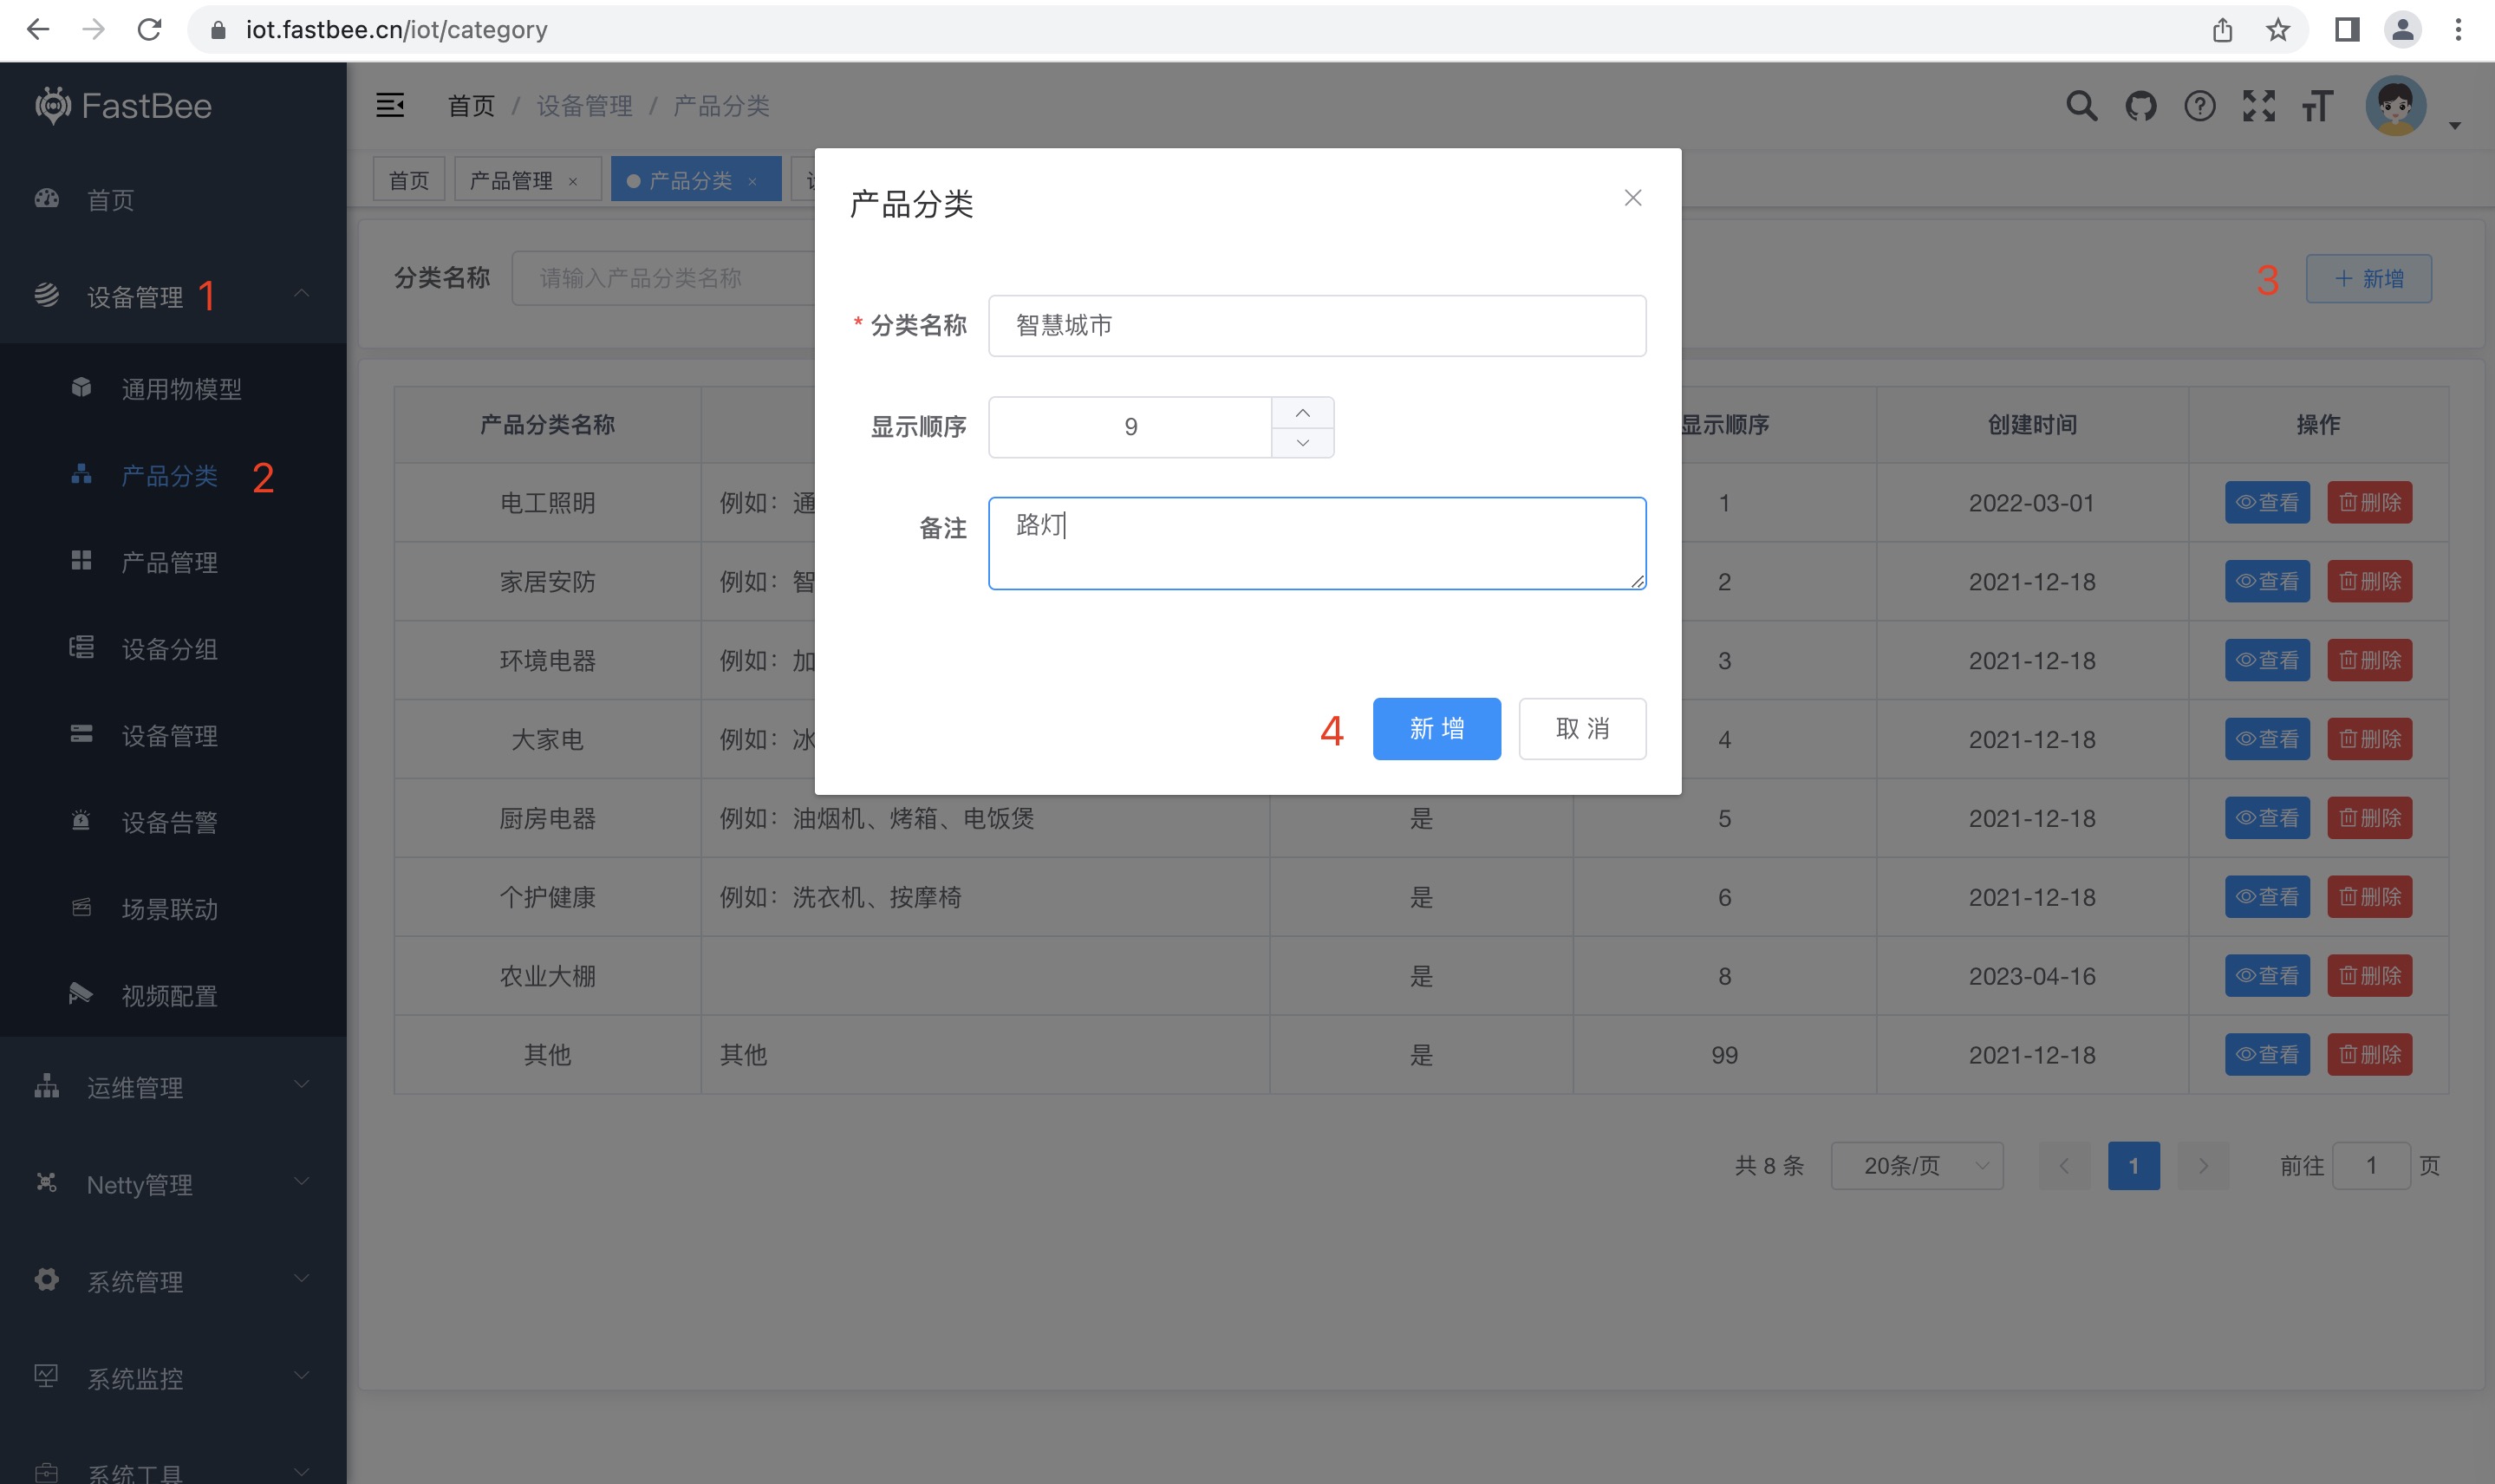 iot.fastbee.cn/iot/category
FastBee
首页 / 设备管理 / 产品分类
首页
设备管理 1
通用物模型
产品分类 2
产品管理
设备分组
设备管理
设备告警
场景联动
视频配置
运维管理
Netty管理
系统管理
系统监控
系统工具
首页 产品管理 × 产品分类 ×
分类名称 请输入产品分类名称
3 + 新增
产品分类
* 分类名称 智慧城市
显示顺序 9
备注 路灯
4 新 增 取 消
产品分类名称 显示顺序 创建时间 操作
电工照明 例如：通 1 2022-03-01 查看 删除
家居安防 例如：智 2 2021-12-18 查看 删除
环境电器 例如：加 3 2021-12-18 查看 删除
大家电 例如：冰 4 2021-12-18 查看 删除
厨房电器 例如：油烟机、烤箱、电饭煲 是 5 2021-12-18 查看 删除
个护健康 例如：洗衣机、按摩椅 是 6 2021-12-18 查看 删除
农业大棚 是 8 2023-04-16 查看 删除
其他 其他 是 99 2021-12-18 查看 删除
共 8 条 20条/页 1 前往 1 页